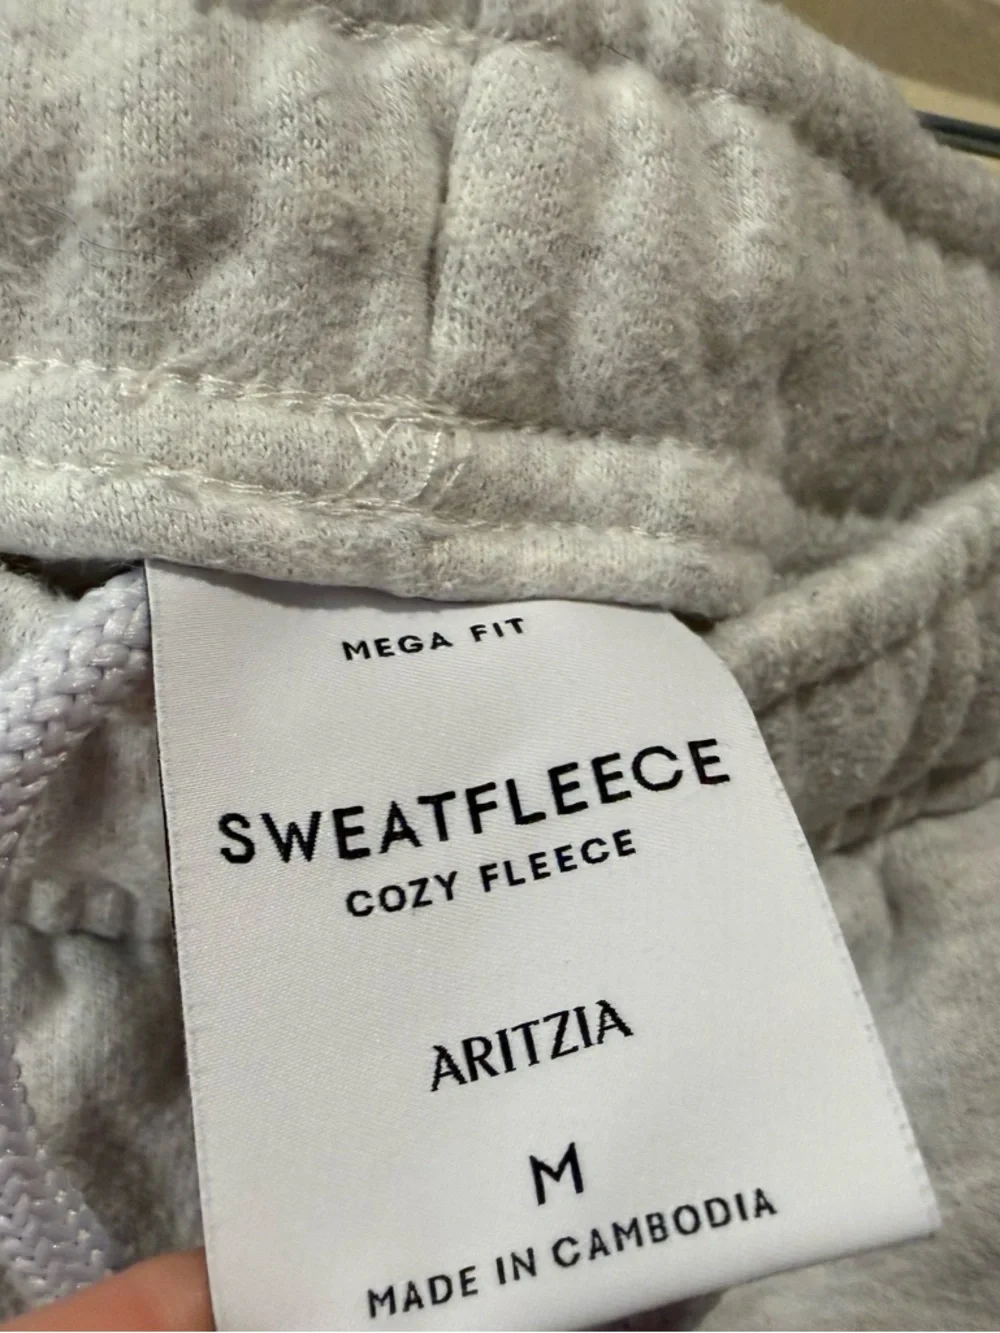 MEGA FIT
SWEATFLEECE
COZY FLEECE
ARITZIA
M
MADE IN CAMBODIA